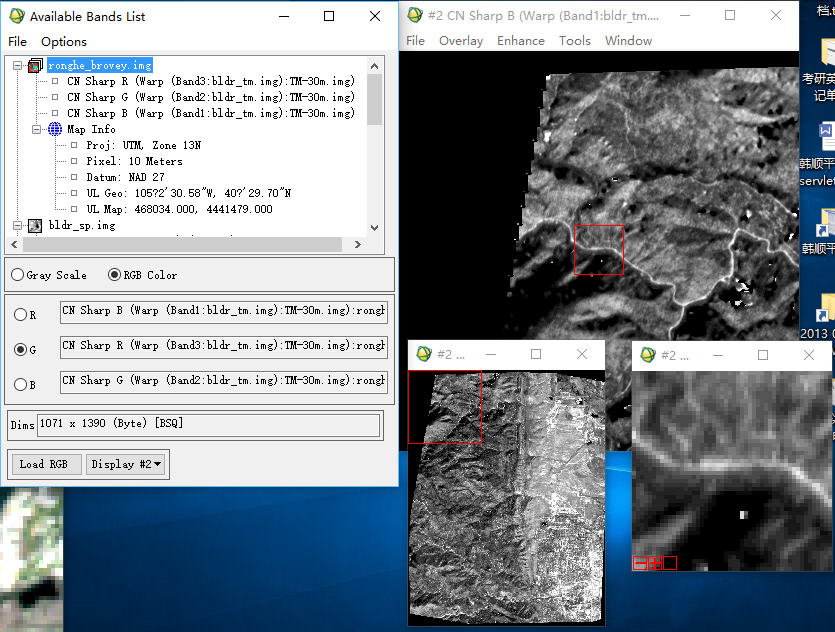 Available Bands List
File Options
ronghe_brovey.img
CN Sharp R (Warp (Band3:bldr_tm.img):TM-30m.img)
CN Sharp G (Warp (Band2:bldr_tm.img):TM-30m.img)
CN Sharp B (Warp (Band1:bldr_tm.img):TM-30m.img)
Map Info
Proj: UTM, Zone 13N
Pixel: 10 Meters
Datum: NAD 27
UL Geo: 105?2'30.58"W, 40?'29.70"N
UL Map: 468034.000, 4441479.000
bldr_sp.img
Gray Scale RGB Color
R CN Sharp B (Warp (Band1:bldr_tm.img):TM-30m.img):rongh
G CN Sharp R (Warp (Band3:bldr_tm.img):TM-30m.img):rongh
B CN Sharp G (Warp (Band2:bldr_tm.img):TM-30m.img):rongh
Dims 1071 x 1390 (Byte) [BSQ]
Load RGB Display #2
#2 CN Sharp B (Warp (Band1:bldr_tm....
File Overlay Enhance Tools Window
#2 ...
#2 ...
档.t
考研英
记单
韩顺平
servlet
韩顺平
2013 0